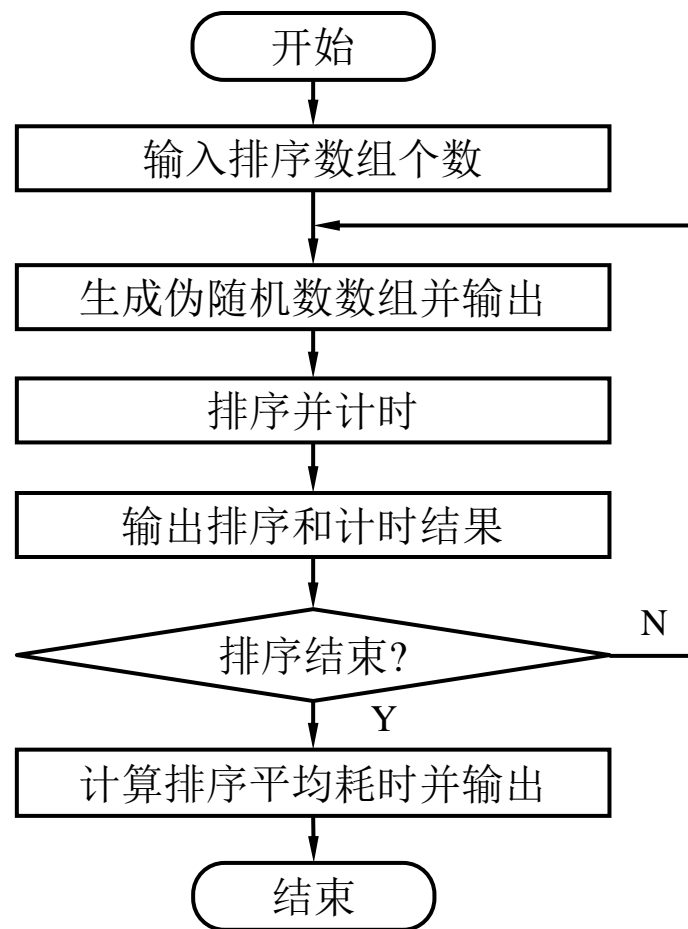 开始
输入排序数组个数
生成伪随机数数组并输出
排序并计时
输出排序和计时结果
排序结束?
N
Y
计算排序平均耗时并输出
结束